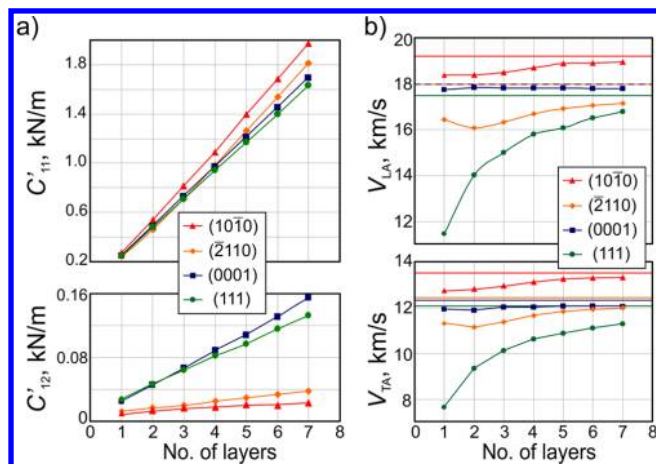 a)
C'11, kN/m
1.8
1.4
1.0
0.6
0.2
(101̅0)
(2̅110)
(0001)
(111)
C'12, kN/m
0.16
0.08
0
0 1 2 3 4 5 6 7 8
No. of layers
b)
V_LA, km/s
20
18
16
14
12
(101̅0)
(2̅110)
(0001)
(111)
V_TA, km/s
14
12
10
8
0 1 2 3 4 5 6 7 8
No. of layers